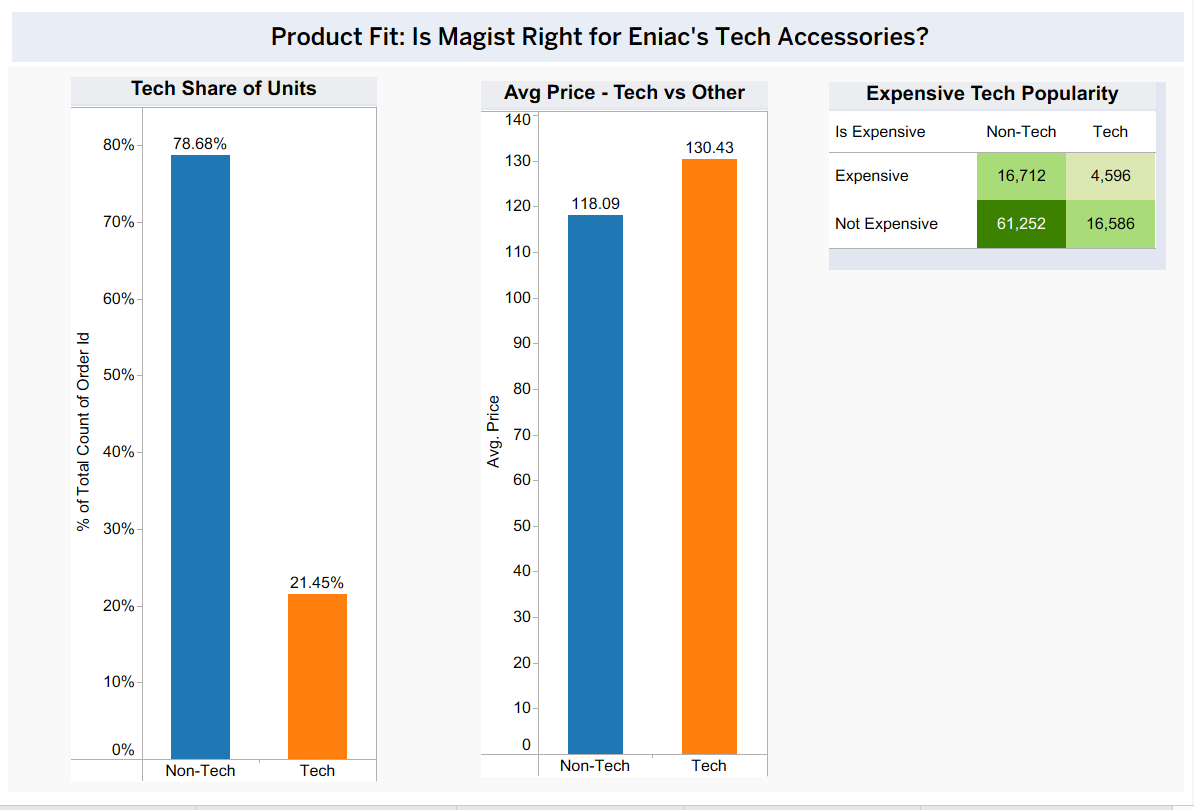 Product Fit: Is Magist Right for Eniac's Tech Accessories?
Tech Share of Units
% of Total Count of Order Id
80%
70%
60%
50%
40%
30%
20%
10%
0%
78.68%
21.45%
Non-Tech Tech
Avg Price - Tech vs Other
Avg. Price
140
130
120
110
100
90
80
70
60
50
40
30
20
10
0
118.09
130.43
Non-Tech Tech
Expensive Tech Popularity
Is Expensive Non-Tech Tech
Expensive 16,712 4,596
Not Expensive 61,252 16,586